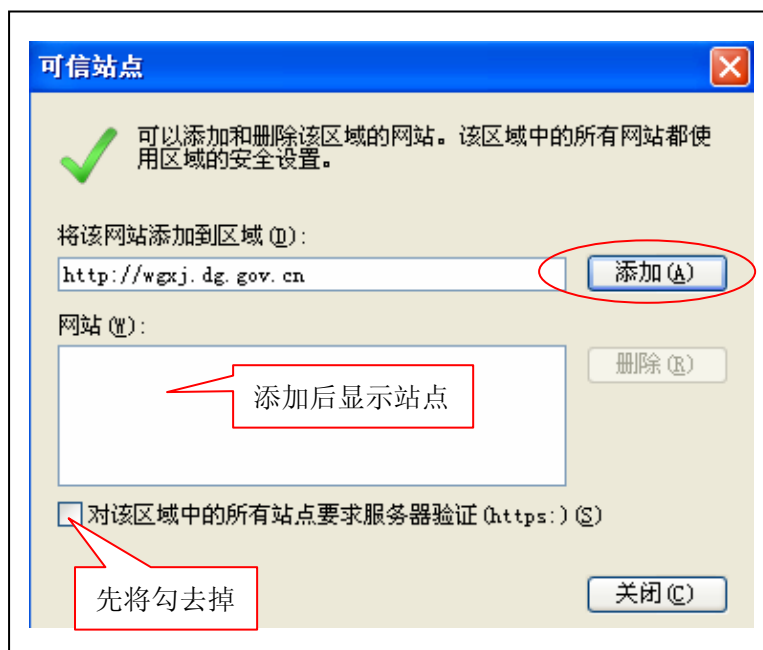 可信站点
可以添加和删除该区域的网站。该区域中的所有网站都使
用区域的安全设置。
将该网站添加到区域(D):
http://wgxj.dg.gov.cn
添加(A)
网站(W):
删除(R)
添加后显示站点
对该区域中的所有站点要求服务器验证(https:)(S)
先将勾去掉
关闭(C)